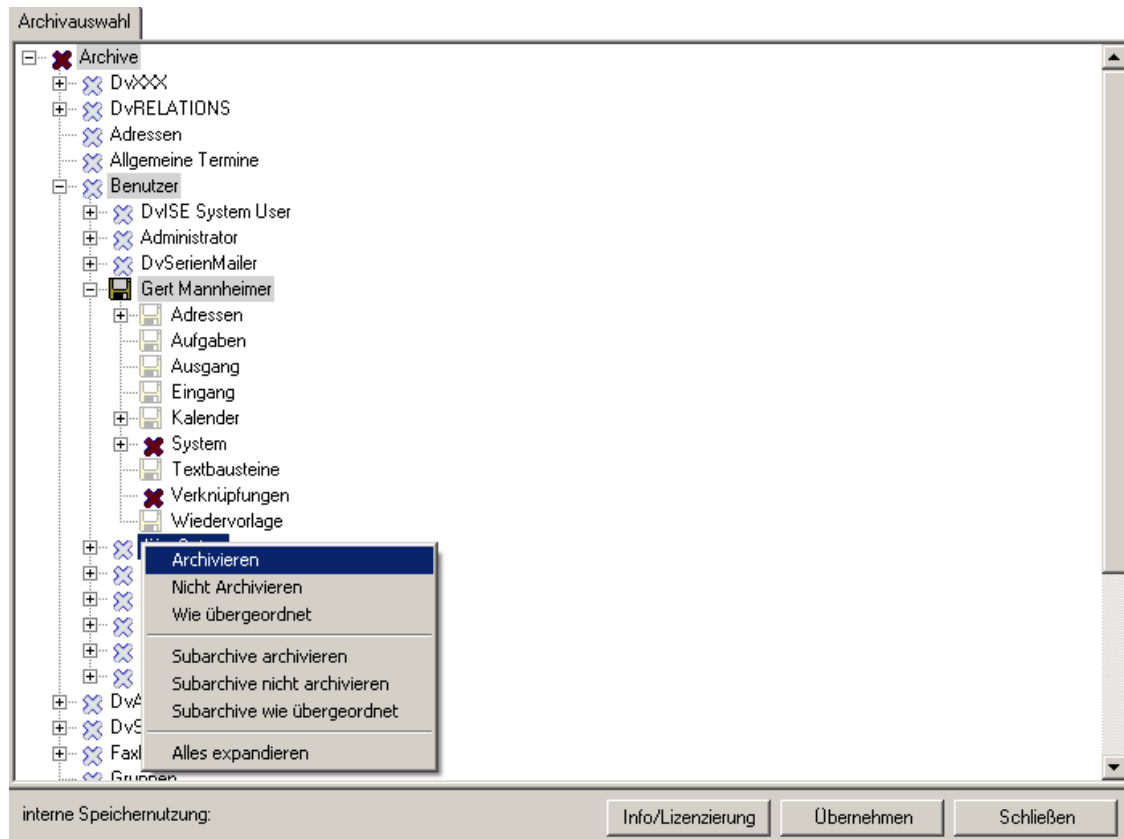 Archivauswahl
Archive
DvXXX
DvRELATIONS
Adressen
Allgemeine Termine
Benutzer
DvISE System User
Administrator
DvSerienMailer
Gert Mannheimer
Adressen
Aufgaben
Ausgang
Eingang
Kalender
System
Textbausteine
Verknüpfungen
Wiedervorlage
Archivieren
Nicht Archivieren
Wie übergeordnet
Subarchive archivieren
Subarchive nicht archivieren
Subarchive wie übergeordnet
Alles expandieren
Gruppen
interne Speichernutzung:
Info/Lizenzierung
Übernehmen
Schließen